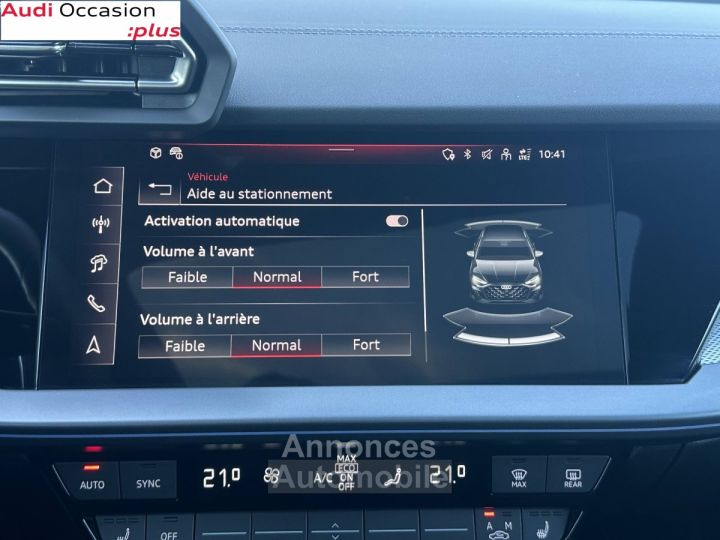 Audi Occasion
:plus
10:41
Véhicule
Aide au stationnement
Activation automatique
Volume à l'avant
Faible Normal Fort
Volume à l'arrière
Faible Normal Fort
AUTO SYNC 21.0 A/C MAX ECO ON OFF 21.0 MAX REAR
Annonces
Automobile
A M